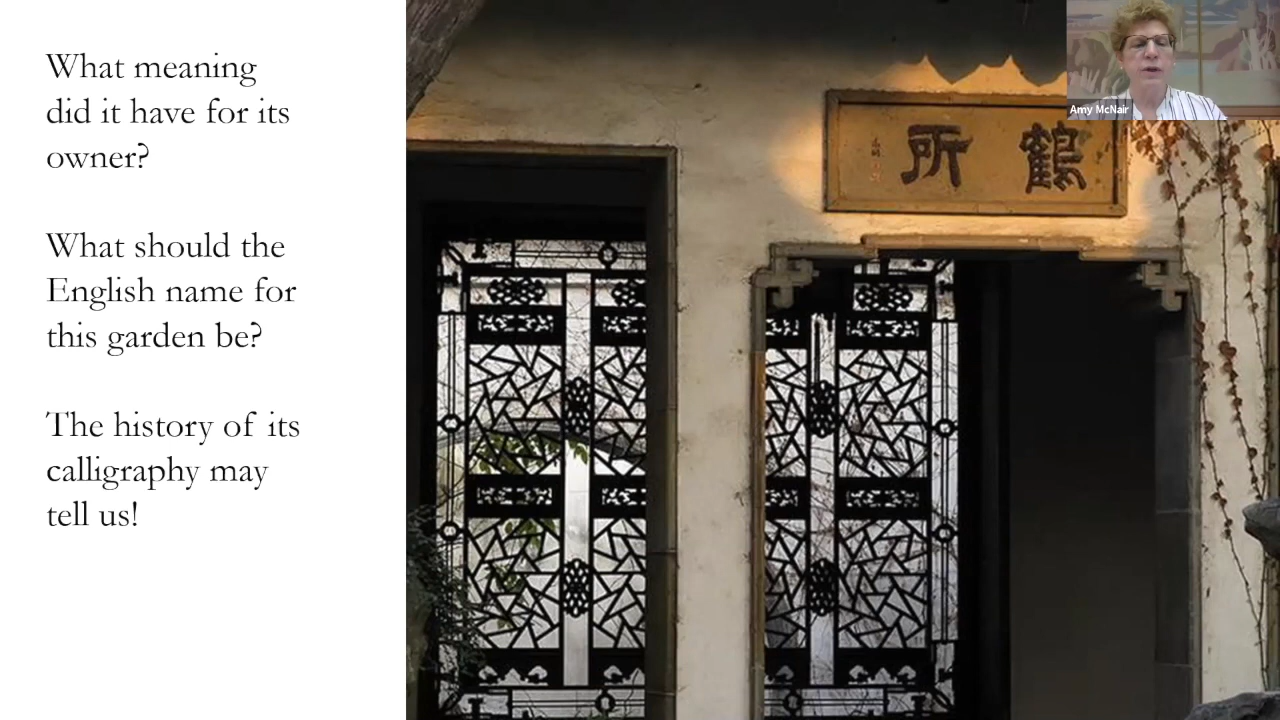 What meaning
did it have for its
owner?
What should the
English name for
this garden be?
The history of its
calligraphy may
tell us!
鶴所
Amy McNair